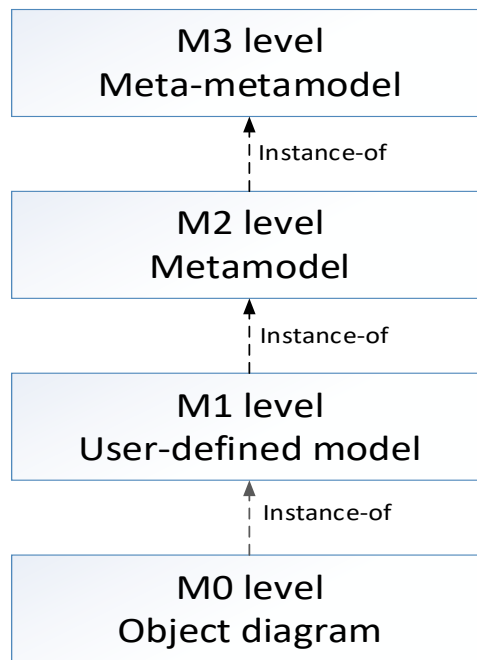 M3 level
Meta-metamodel
Instance-of
M2 level
Metamodel
Instance-of
M1 level
User-defined model
Instance-of
M0 level
Object diagram